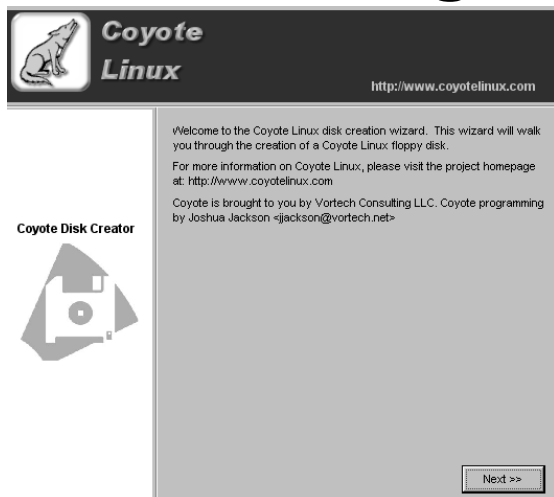 Coyote
Linux
http://www.coyotelinux.com
Welcome to the Coyote Linux disk creation wizard. This wizard will walk
you through the creation of a Coyote Linux floppy disk.
For more information on Coyote Linux, please visit the project homepage
at: http://www.coyotelinux.com
Coyote is brought to you by Vortech Consulting LLC. Coyote programming
by Joshua Jackson <jjackson@vortech.net>
Coyote Disk Creator
Next >>